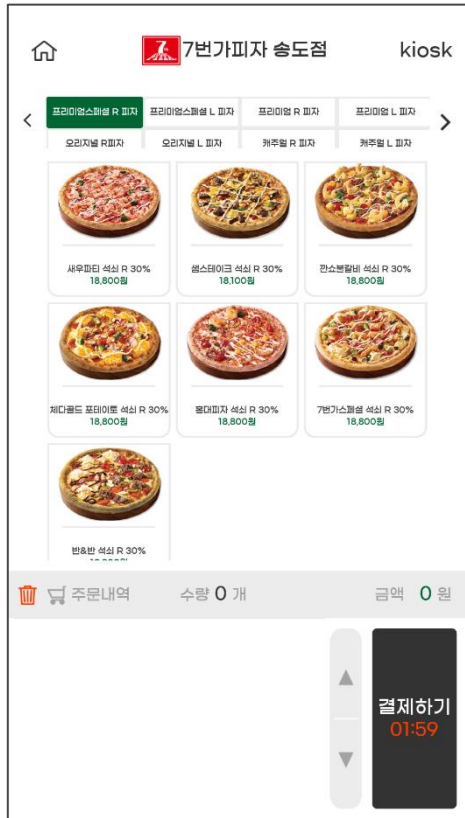 7번가피자 송도점
kiosk
프리미엄스페셜 R 피자 프리미엄스페셜 L 피자 프리미엄 R 피자 프리미엄 L 피자
오리지널 R피자 오리지널 L 피자 캐주얼 R 피자 캐주얼 L 피자
새우파티 석쇠 R 30% 샘스테이크 석쇠 R 30% 깐쇼붕갈비 석쇠 R 30%
18,800원 18,100원 18,800원
체다골드 포테이토 석쇠 R 30% 홍대피자 석쇠 R 30% 7번가스페셜 석쇠 R 30%
18,800원 18,800원 18,800원
반&반 석쇠 R 30%
주문내역 수량 0 개 금액 0 원
결제하기
01:59